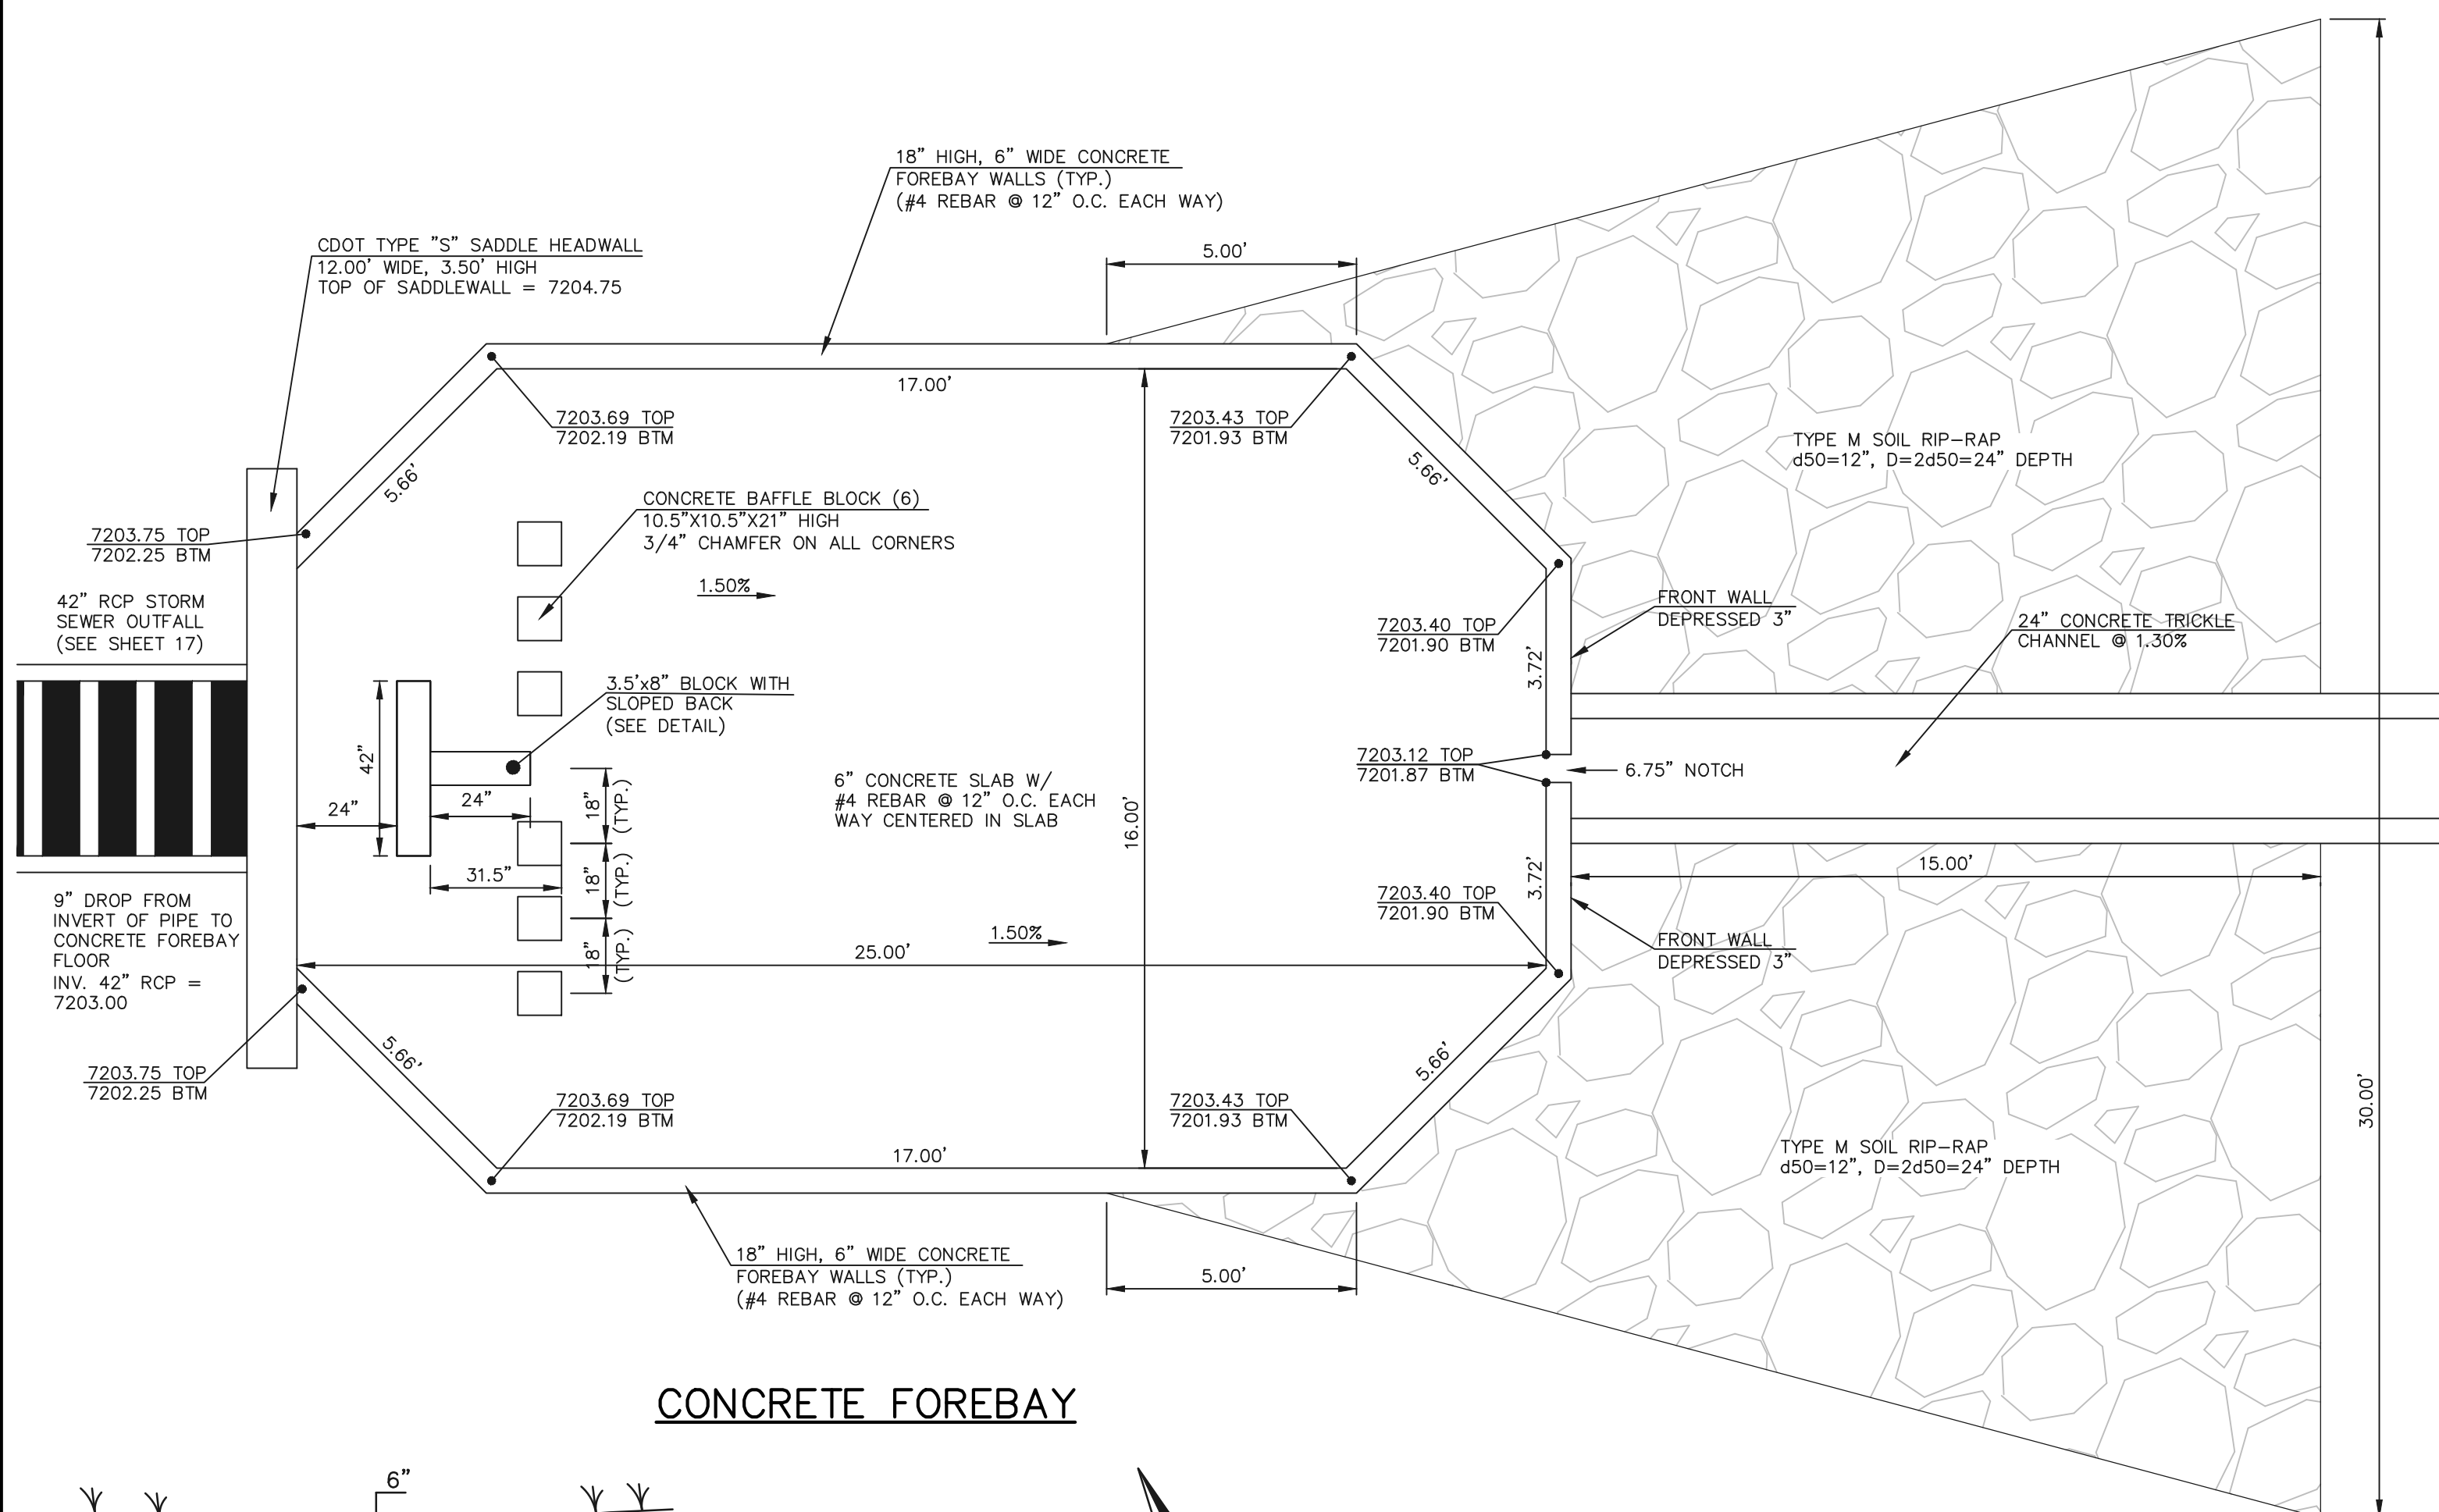 18” HIGH, 6” WIDE CONCRETE
FOREBAY WALLS (TYP.)
(#4 REBAR @ 12” O.C. EACH WAY)
CDOT TYPE "S" SADDLE HEADWALL
12.00’ WIDE, 3.50’ HIGH
TOP OF SADDLEWALL = 7204.75
5.00’
17.00’
7203.69 TOP
7202.19 BTM
7203.43 TOP
7201.93 BTM
5.66’
5.66’
TYPE M SOIL RIP-RAP
d50=12”, D=2d50=24” DEPTH
CONCRETE BAFFLE BLOCK (6)
10.5”X10.5”X21” HIGH
3/4” CHAMFER ON ALL CORNERS
7203.75 TOP
7202.25 BTM
1.50%
42” RCP STORM
SEWER OUTFALL
(SEE SHEET 17)
FRONT WALL
DEPRESSED 3”
7203.40 TOP
7201.90 BTM
24” CONCRETE TRICKLE
CHANNEL @ 1.30%
3.72’
3.5’x8” BLOCK WITH
SLOPED BACK
(SEE DETAIL)
42”
24”
24”
18”
(TYP.)
18”
(TYP.)
18”
(TYP.)
31.5”
6” CONCRETE SLAB W/
#4 REBAR @ 12” O.C. EACH
WAY CENTERED IN SLAB
16.00’
7203.12 TOP
7201.87 BTM
6.75” NOTCH
3.72’
15.00’
7203.40 TOP
7201.90 BTM
9” DROP FROM
INVERT OF PIPE TO
CONCRETE FOREBAY
FLOOR
INV. 42” RCP =
7203.00
1.50%
25.00’
FRONT WALL
DEPRESSED 3”
5.66’
5.66’
7203.75 TOP
7202.25 BTM
7203.69 TOP
7202.19 BTM
7203.43 TOP
7201.93 BTM
30.00’
17.00’
TYPE M SOIL RIP-RAP
d50=12”, D=2d50=24” DEPTH
18” HIGH, 6” WIDE CONCRETE
FOREBAY WALLS (TYP.)
(#4 REBAR @ 12” O.C. EACH WAY)
5.00’
CONCRETE FOREBAY
6”